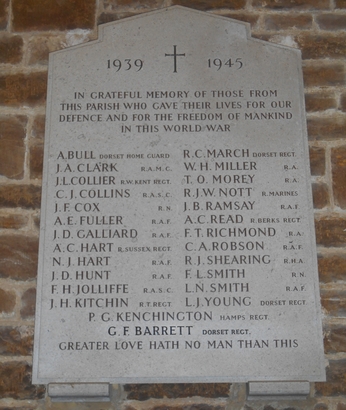 1939 1945
IN GRATEFUL MEMORY OF THOSE FROM
THIS PARISH WHO GAVE THEIR LIVES FOR OUR
DEFENCE AND FOR THE FREEDOM OF MANKIND
IN THIS WORLD WAR
A. BULL DORSET HOME GUARD
J. A. CLARK R.A.M.C.
J. L. COLLIER R.W. KENT REGT.
C. J. COLLINS R.A.S.C.
J. F. COX R.N.
A. E. FULLER R.A.F.
J. D. GALLIARD R.A.F.
A. C. HART R. SUSSEX REGT.
N. J. HART R.A.F.
J. D. HUNT R.A.F.
F. H. JOLLIFFE R.A.S.C.
J. H. KITCHIN R.T. REGT.
R. C. MARCH DORSET REGT.
W. H. MILLER R.A.
T. O. MOREY R.A.
R. J. W. NOTT R. MARINES
J. B. RAMSAY R.A.F.
A. C. READ R. BERKS REGT.
F. T. RICHMOND R.A.
C. A. ROBSON R.A.F.
R. J. SHEARING R.H.A.
F. L. SMITH R.N.
L. N. SMITH R.A.F.
L. J. YOUNG DORSET REGT.
P. G. KENCHINGTON HAMPS REGT.
G. F. BARRETT DORSET REGT.
GREATER LOVE HATH NO MAN THAN THIS